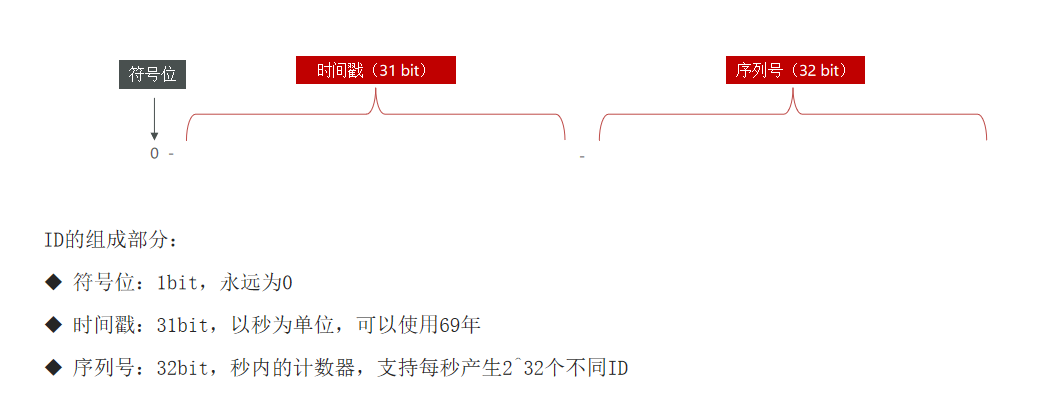 符号位
时间戳（31 bit）
序列号（32 bit）
0 -
-
ID的组成部分：
◆ 符号位：1bit，永远为0
◆ 时间戳：31bit，以秒为单位，可以使用69年
◆ 序列号：32bit，秒内的计数器，支持每秒产生2^32个不同ID